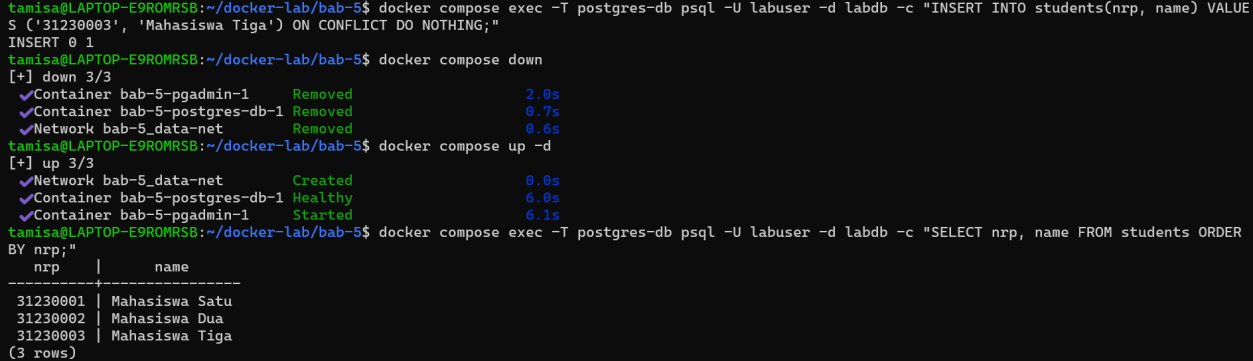 tamisa@LAPTOP-E9ROMRSB:~/docker-lab/bab-5$ docker compose exec -T postgres-db psql -U labuser -d labdb -c "INSERT INTO students(nrp, name) VALUE
S ('31230003', 'Mahasiswa Tiga') ON CONFLICT DO NOTHING;"
INSERT 0 1
tamisa@LAPTOP-E9ROMRSB:~/docker-lab/bab-5$ docker compose down
[+] down 3/3
✔Container bab-5-pgadmin-1 Removed 2.0s
✔Container bab-5-postgres-db-1 Removed 0.7s
✔Network bab-5_data-net Removed 0.6s
tamisa@LAPTOP-E9ROMRSB:~/docker-lab/bab-5$ docker compose up -d
[+] up 3/3
✔Network bab-5_data-net Created 0.0s
✔Container bab-5-postgres-db-1 Healthy 6.0s
✔Container bab-5-pgadmin-1 Started 6.1s
tamisa@LAPTOP-E9ROMRSB:~/docker-lab/bab-5$ docker compose exec -T postgres-db psql -U labuser -d labdb -c "SELECT nrp, name FROM students ORDER
BY nrp;"
nrp | name
----------+----------------
31230001 | Mahasiswa Satu
31230002 | Mahasiswa Dua
31230003 | Mahasiswa Tiga
(3 rows)